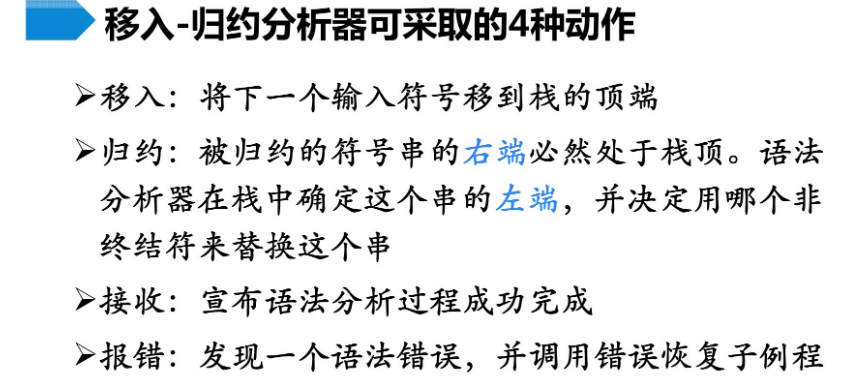 移入-归约分析器可采取的4种动作
➢移入：将下一个输入符号移到栈的顶端
➢归约：被归约的符号串的右端必然处于栈顶。语法
分析器在栈中确定这个串的左端，并决定用哪个非
终结符来替换这个串
➢接收：宣布语法分析过程成功完成
➢报错：发现一个语法错误，并调用错误恢复子例程